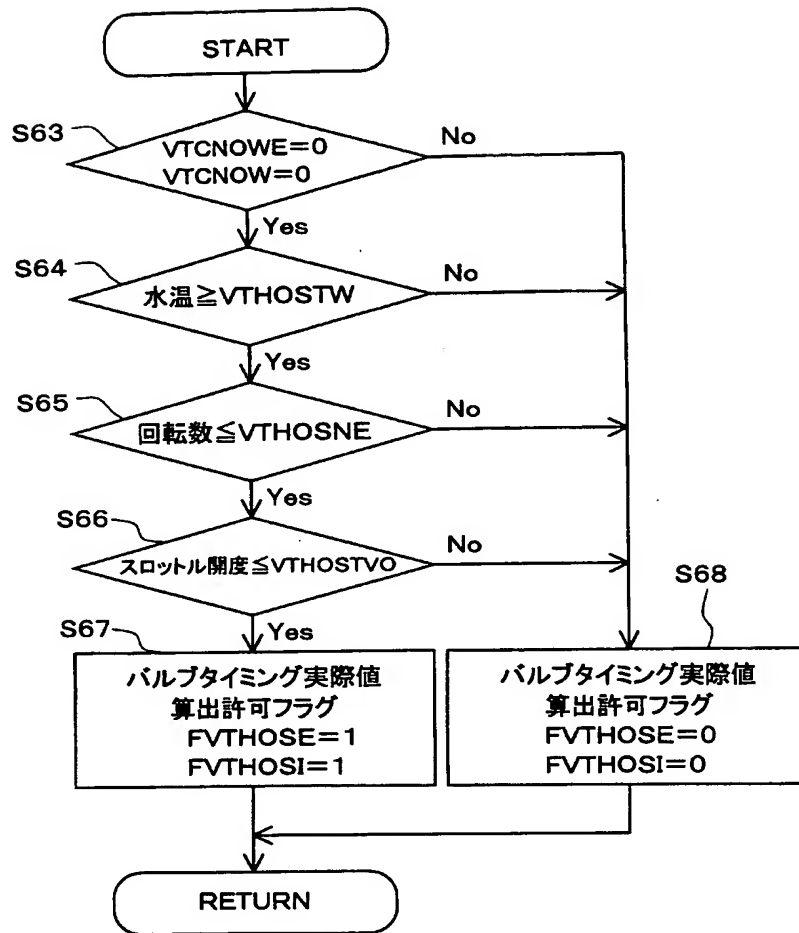 START
S63
VTCNOWE=0
VTCNOW=0
No
Yes
S64
水温≧VTHOSTW
No
Yes
S65
回転数≦VTHOSNE
No
Yes
S66
スロットル開度≦VTHOSTVO
No
Yes
S67
バルブタイミング実際値
算出許可フラグ
FVTHOSE=1
FVTHOSI=1
S68
バルブタイミング実際値
算出許可フラグ
FVTHOSE=0
FVTHOSI=0
RETURN